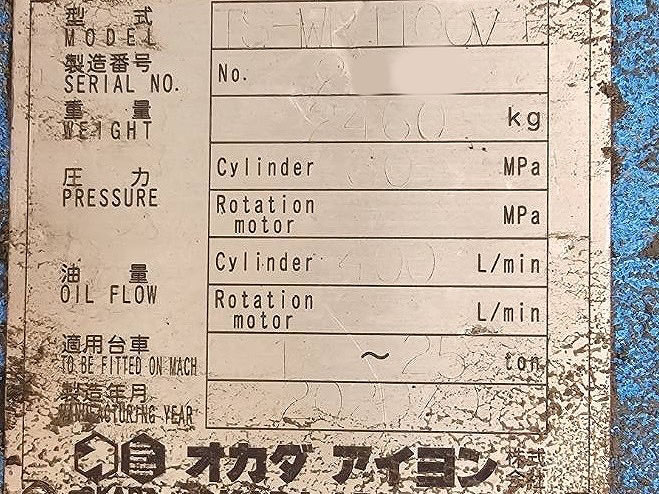 型式
MODEL
製造番号
SERIAL NO.
No.
重量
WEIGHT
2460 kg
圧力
PRESSURE
Cylinder 30 MPa
Rotation motor MPa
油量
OIL FLOW
Cylinder 400 L/min
Rotation motor L/min
適用台車
TO BE FITTED ON MACH
～ 25 ton
製造年月
MANUFACTURING YEAR
オカダ アイヨン 株式会社